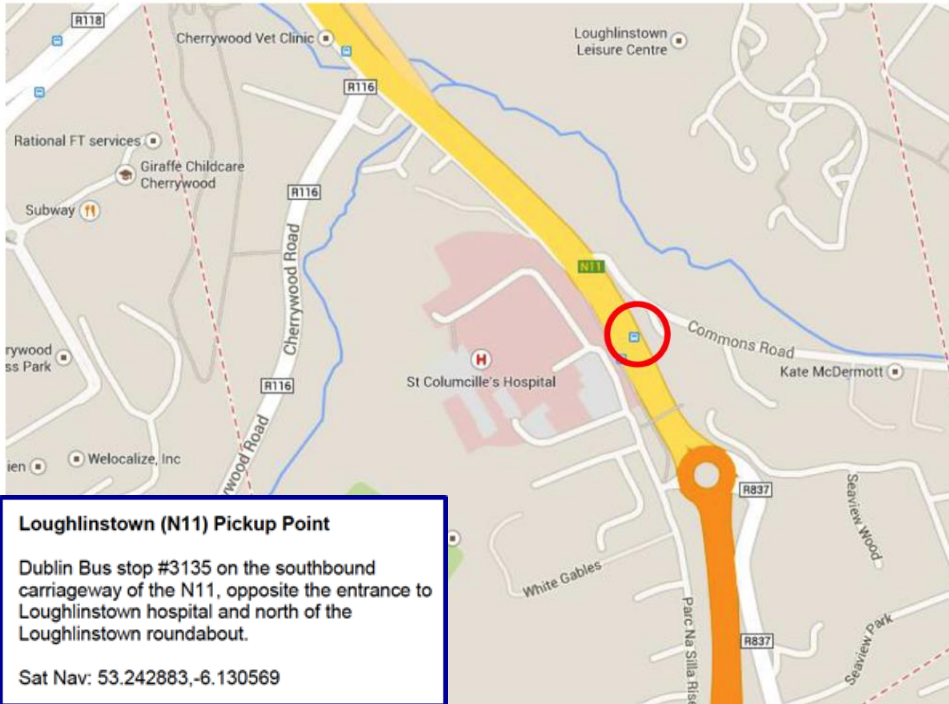 R118
Cherrywood Vet Clinic
Loughlinstown
Leisure Centre
R116
Rational FT services
Giraffe Childcare
Cherrywood
R116
Subway
Cherrywood Road
N11
Commons Road
rywood
ss Park
H
St Columcille's Hospital
Kate McDermott
R116
ywood Road
ien
Welocalize, Inc
R837
Seaview Wood
White Gables
Parc Na Silla Rise
R837
Seaview Park
Loughlinstown (N11) Pickup Point
Dublin Bus stop #3135 on the southbound
carriageway of the N11, opposite the entrance to
Loughlinstown hospital and north of the
Loughlinstown roundabout.
Sat Nav: 53.242883,-6.130569